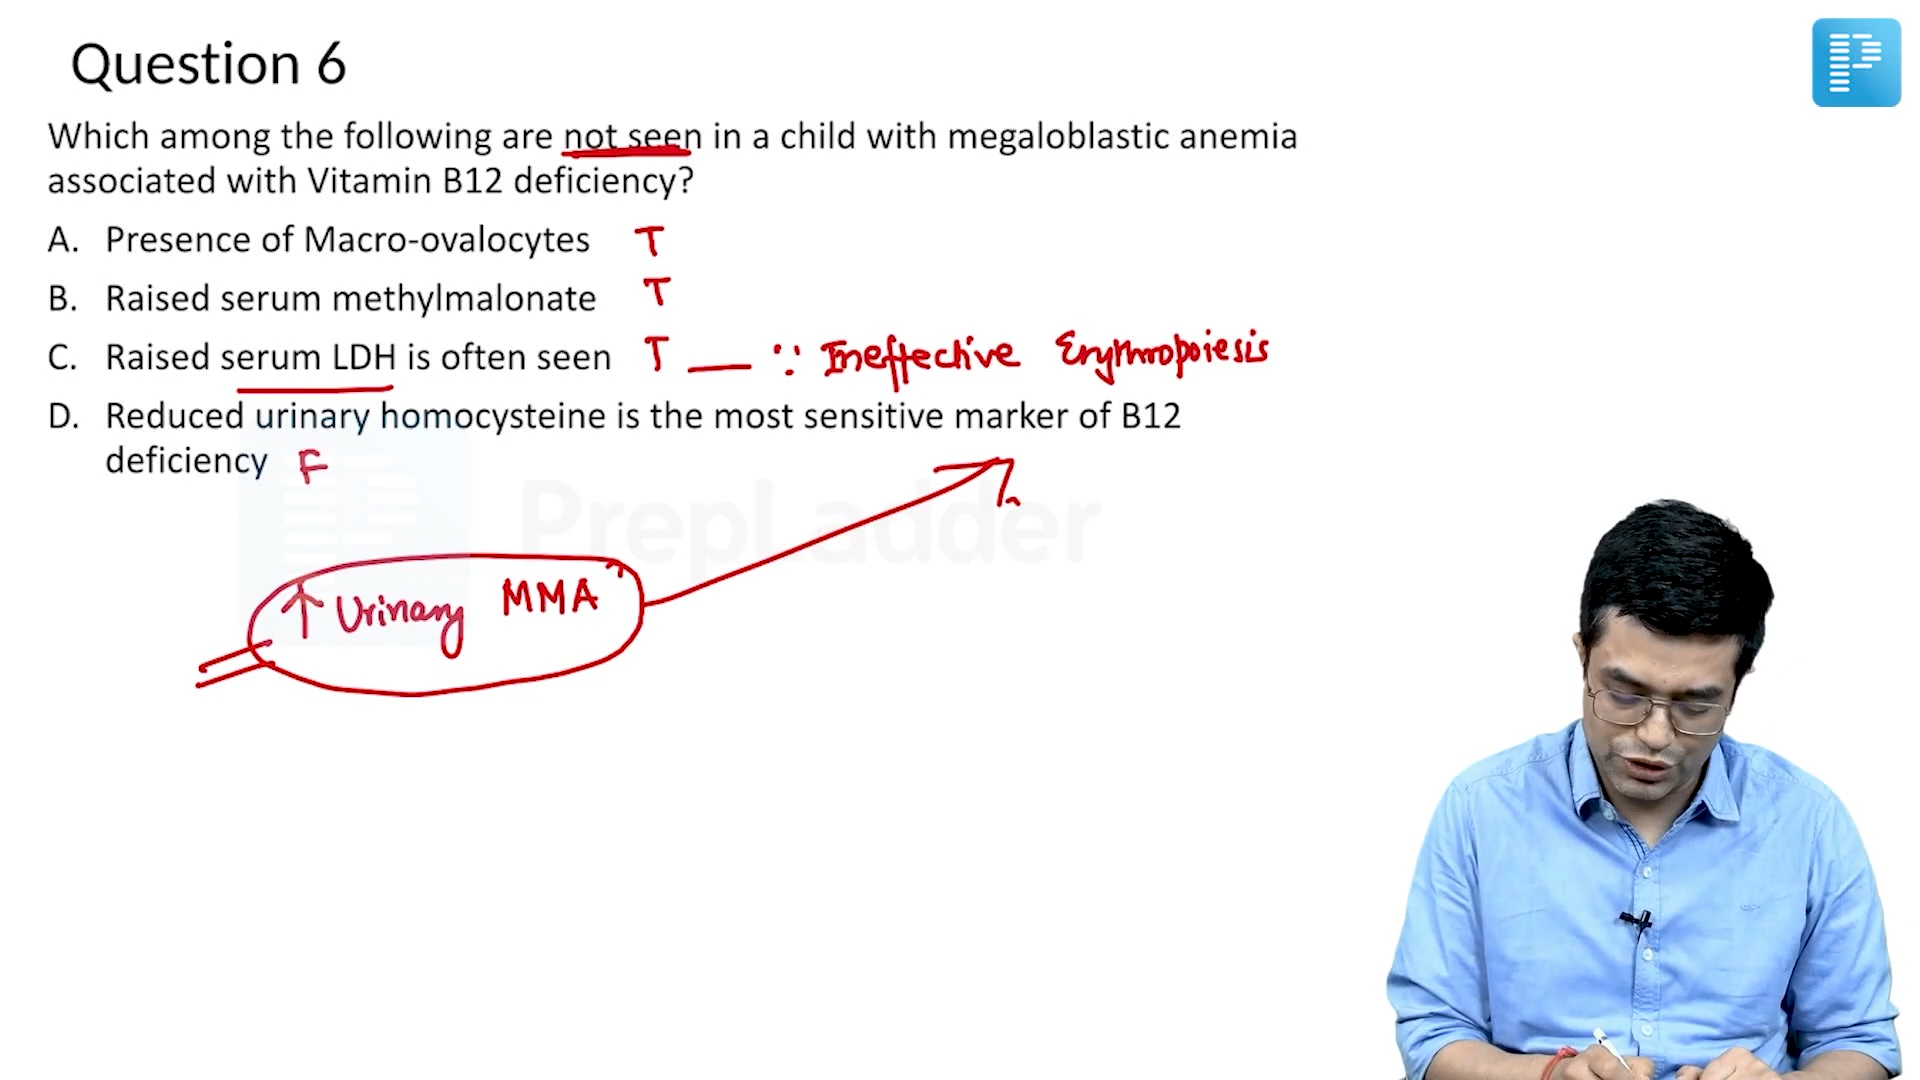 Question 6
Which among the following are not seen in a child with megaloblastic anemia
associated with Vitamin B12 deficiency?
A. Presence of Macro-ovalocytes T
B. Raised serum methylmalonate T
C. Raised serum LDH is often seen T — ∵ Ineffective Erythropoiesis
D. Reduced urinary homocysteine is the most sensitive marker of B12
deficiency F
PrepLadder
↑ Urinary MMA